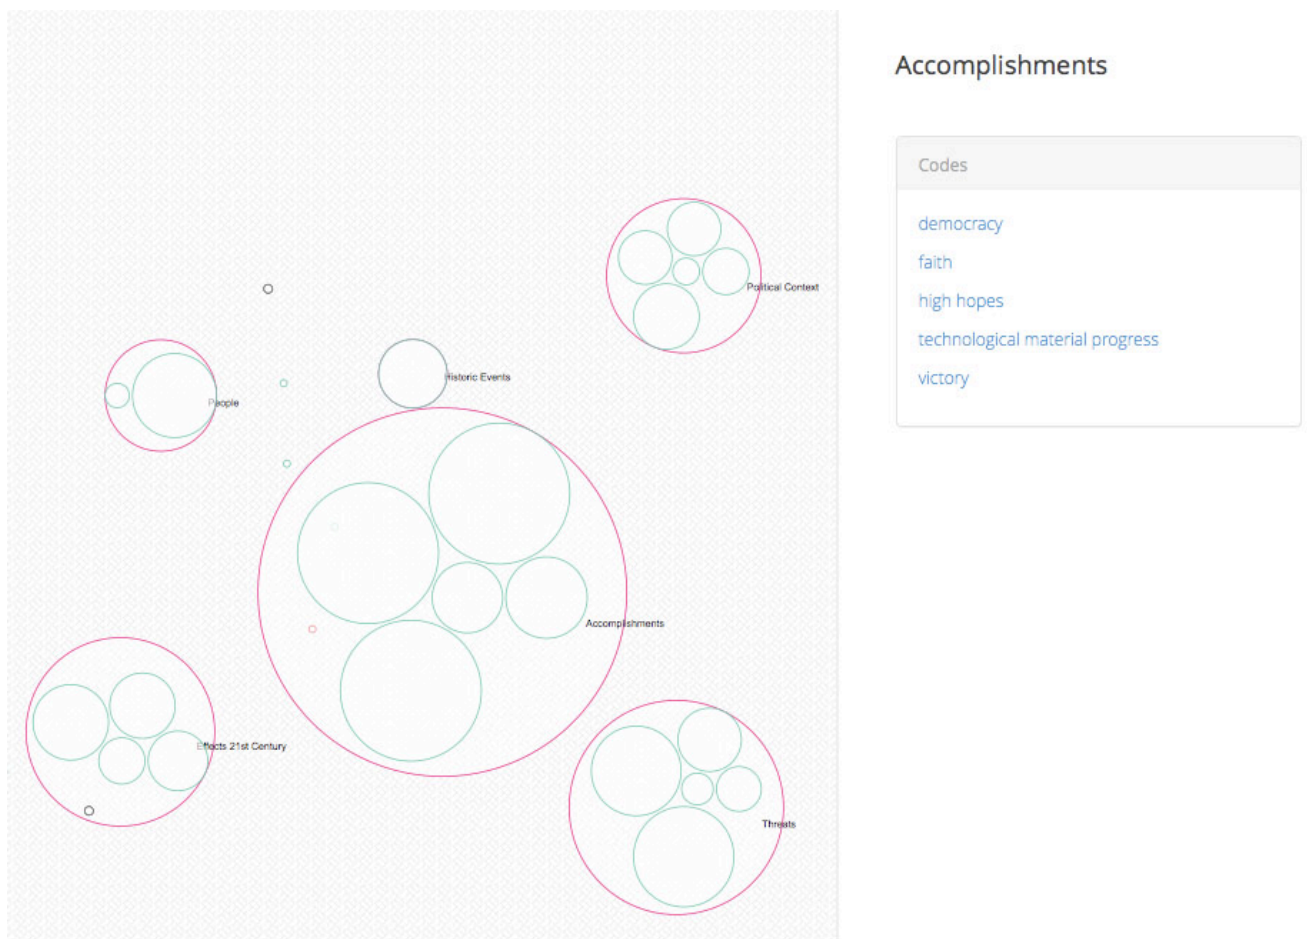 Accomplishments
Codes
democracy
faith
high hopes
technological material progress
victory
Political Context
Historic Events
People
Accomplishments
Effects 21st Century
Threats